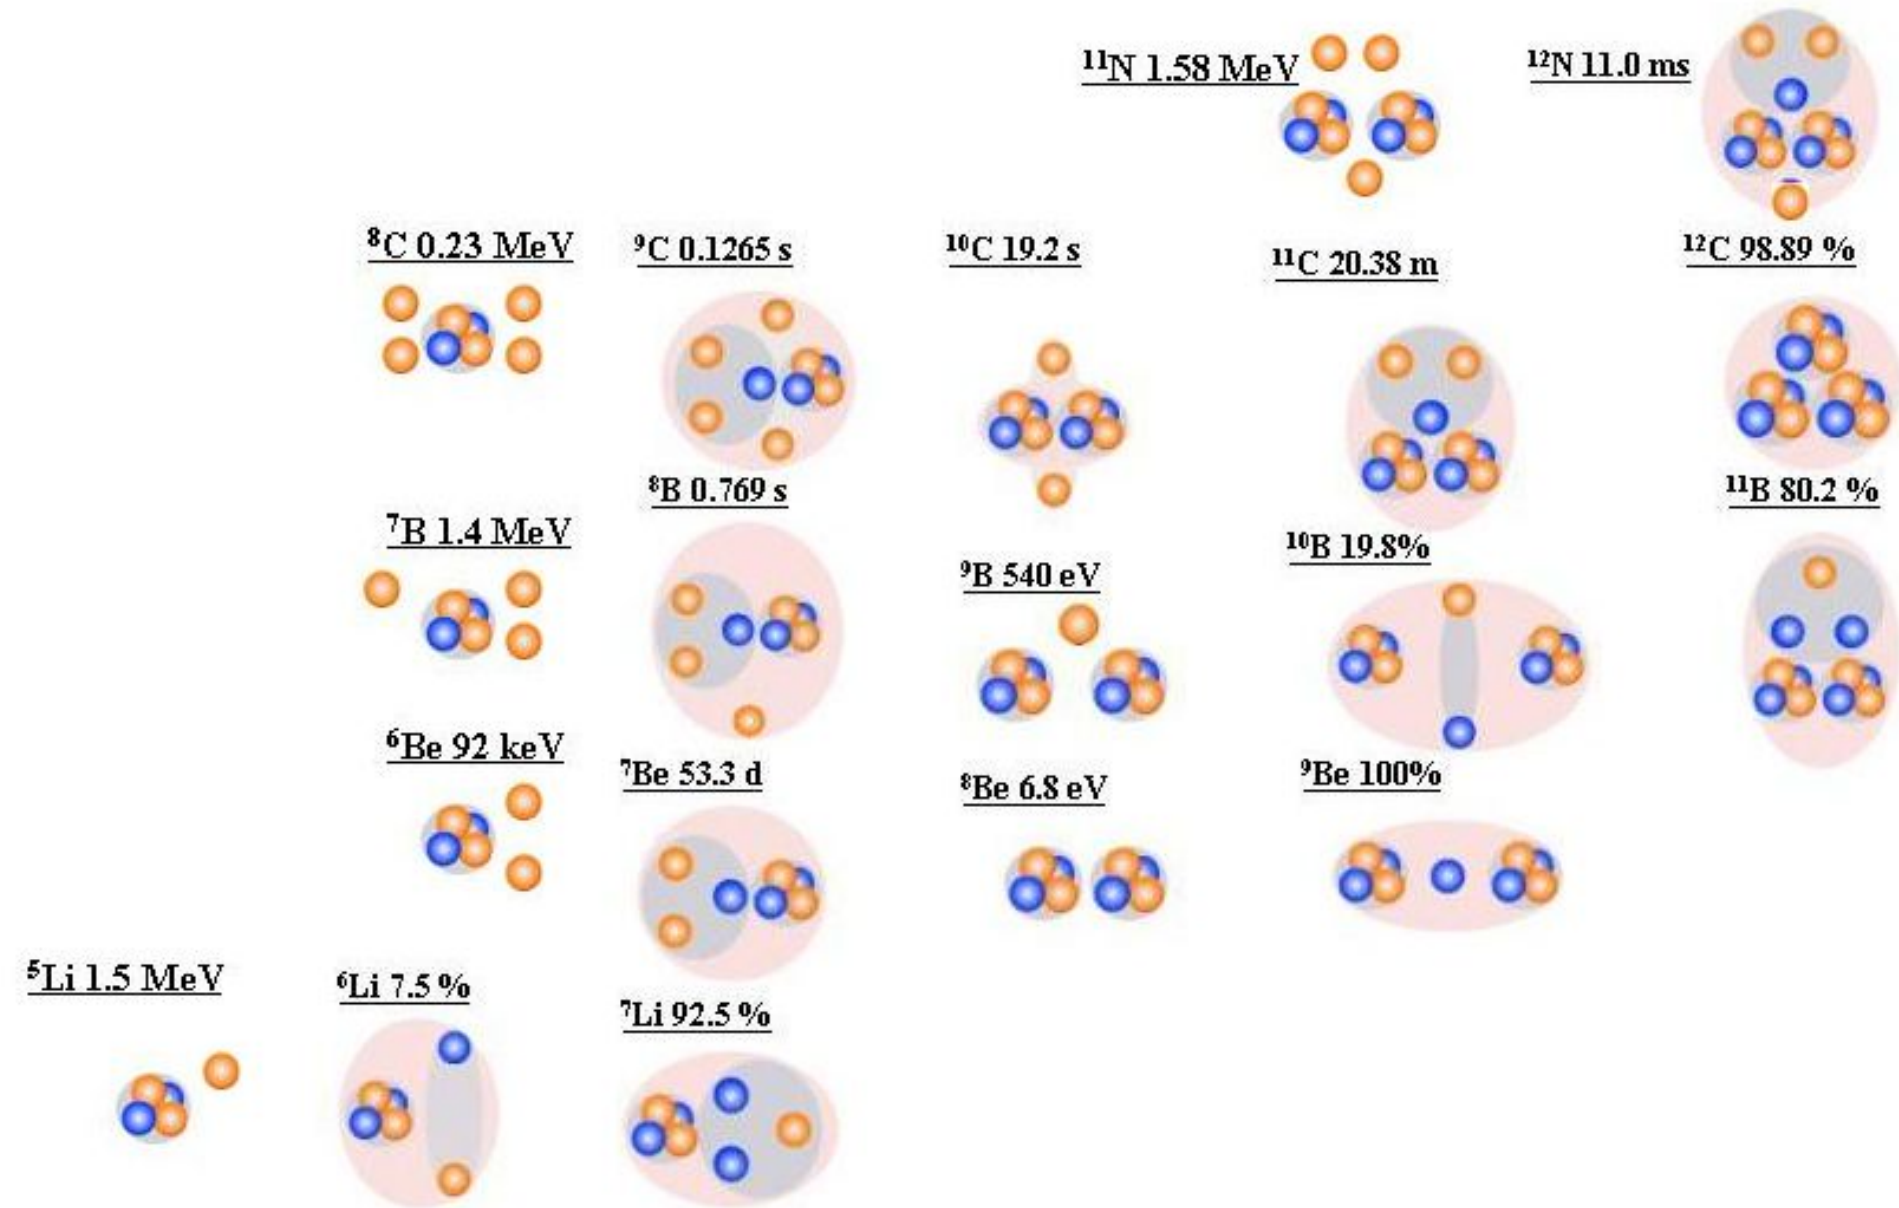 ¹¹N 1.58 MeV
¹²N 11.0 ms
⁸C 0.23 MeV
⁹C 0.1265 s
¹⁰C 19.2 s
¹¹C 20.38 m
¹²C 98.89 %
⁷B 1.4 MeV
⁸B 0.769 s
⁹B 540 eV
¹⁰B 19.8%
¹¹B 80.2 %
⁶Be 92 keV
⁷Be 53.3 d
⁸Be 6.8 eV
⁹Be 100%
⁵Li 1.5 MeV
⁶Li 7.5 %
⁷Li 92.5 %